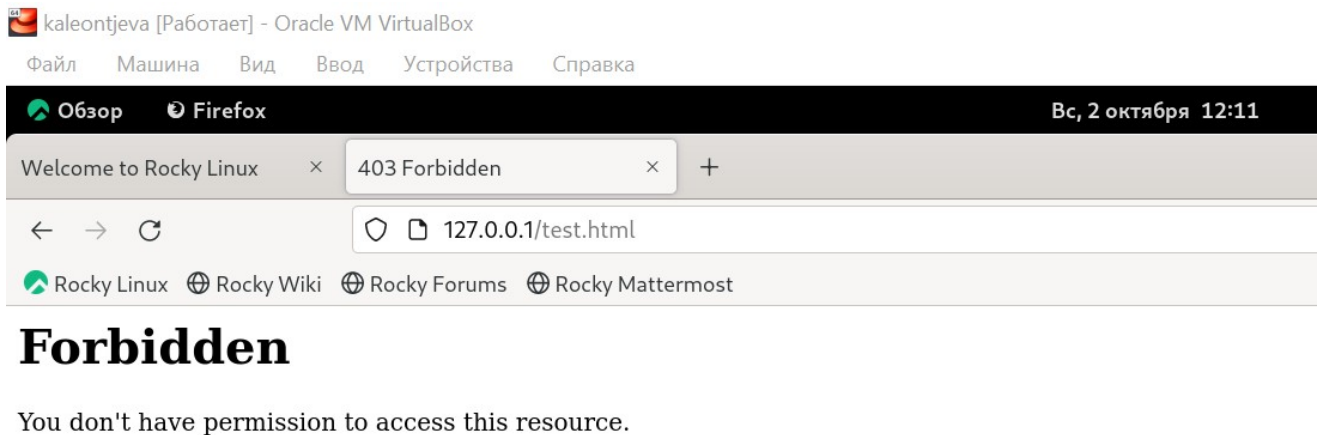 kaleontjeva [Работает] - Oracle VM VirtualBox
Файл Машина Вид Ввод Устройства Справка
Обзор Firefox Вс, 2 октября 12:11
Welcome to Rocky Linux × 403 Forbidden × +
127.0.0.1/test.html
Rocky Linux Rocky Wiki Rocky Forums Rocky Mattermost
Forbidden
You don't have permission to access this resource.